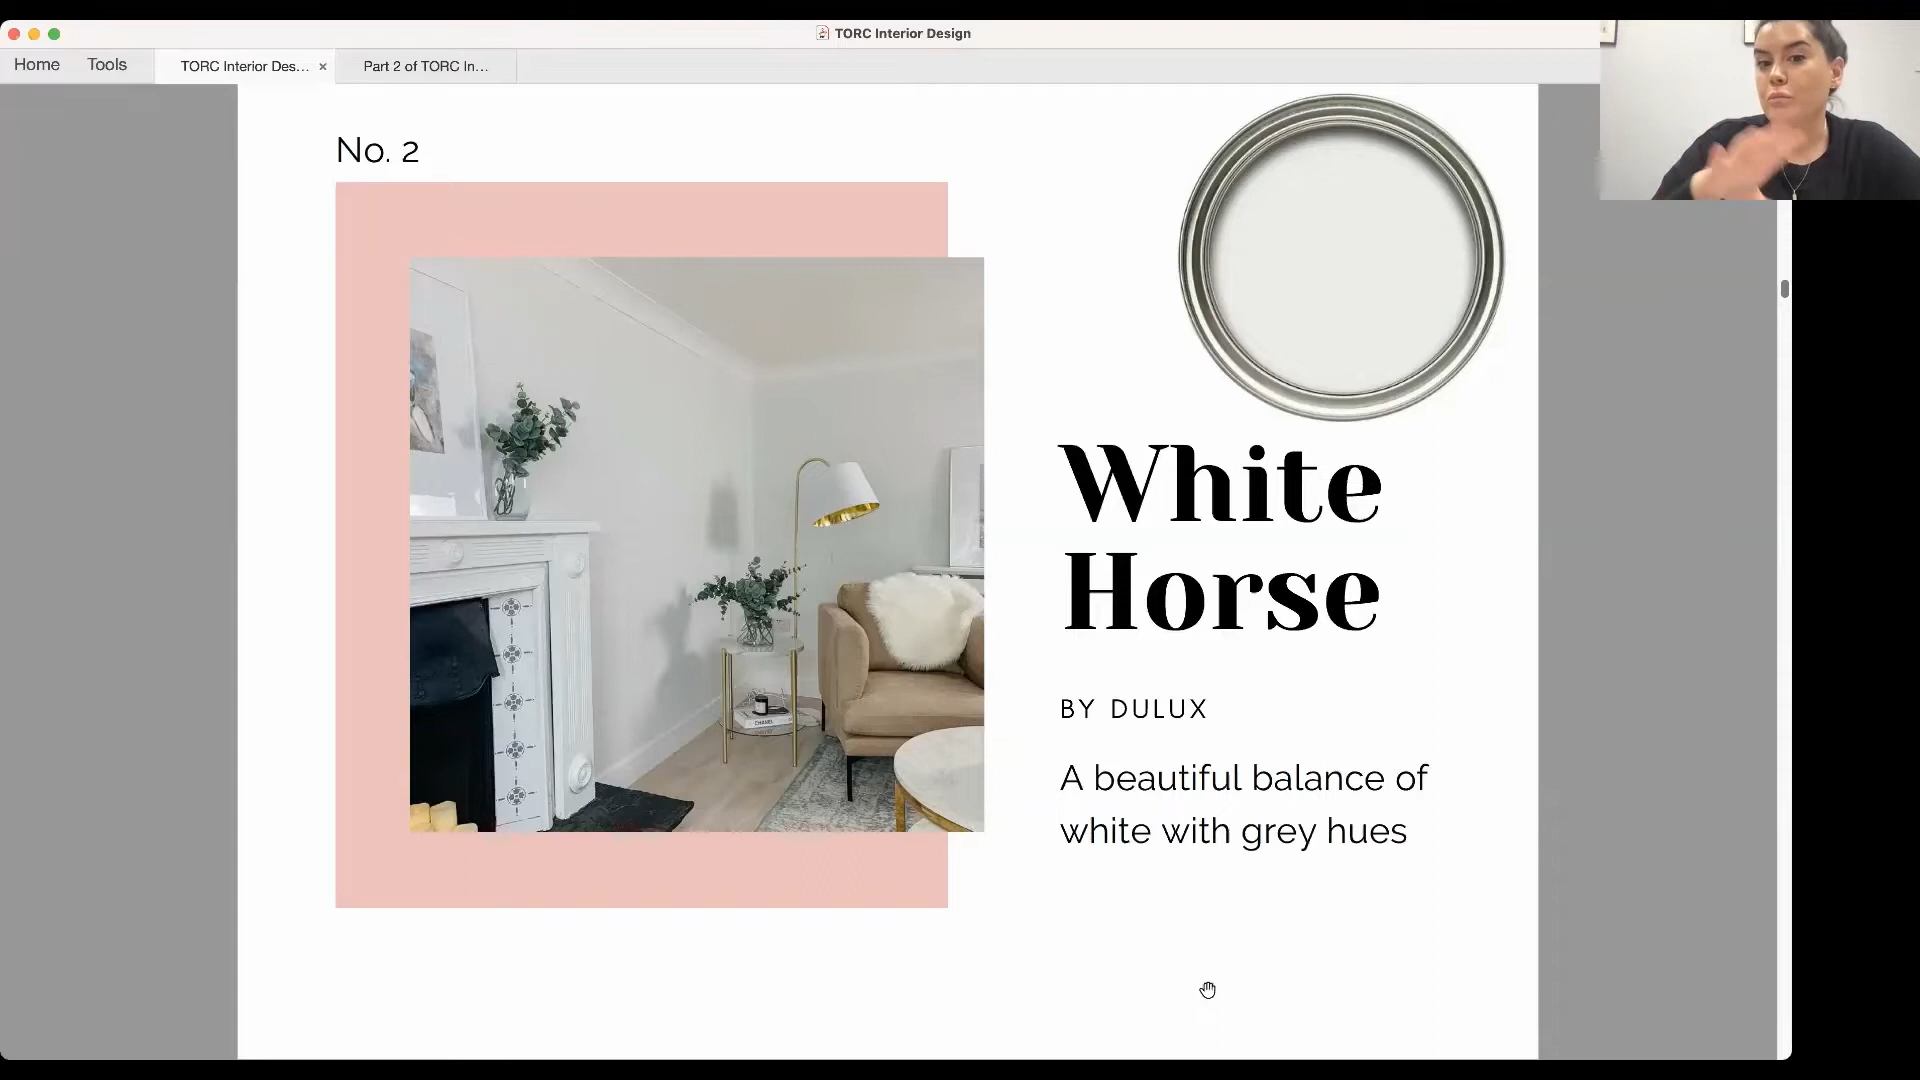 TORC Interior Design
Home
Tools
TORC Interior Des... ×
Part 2 of TORC In...
No. 2
White
Horse
BY DULUX
A beautiful balance of
white with grey hues
CHANEL